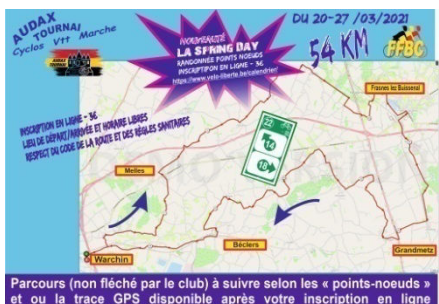 AUDAX
TOURNAI
Cyclos Vtt Marche
AUDAX
TOURNAI
NOUVEAUTÉ
LA SPRING DAY
RANDONNÉE POINTS NOEUDS
INSCRIPTION EN LIGNE - 3€
https://www.velo-liberte.be/calendrier/
DU 20-27 /03/2021
54 KM
FFBC
INSCRIPTION EN LIGNE - 3€
LIEU DE DÉPART/ARRIVÉE ET HORAIRE LIBRES
RESPECT DU CODE DE LA ROUTE ET DES RÈGLES SANITAIRES
Frasnes lez Buissenal
22
14
18
Melles
Warchin
Béclers
Grandmetz
Parcours (non fléché par le club) à suivre selon les « points-noeuds »
et ou la trace GPS disponible après votre inscription en ligne